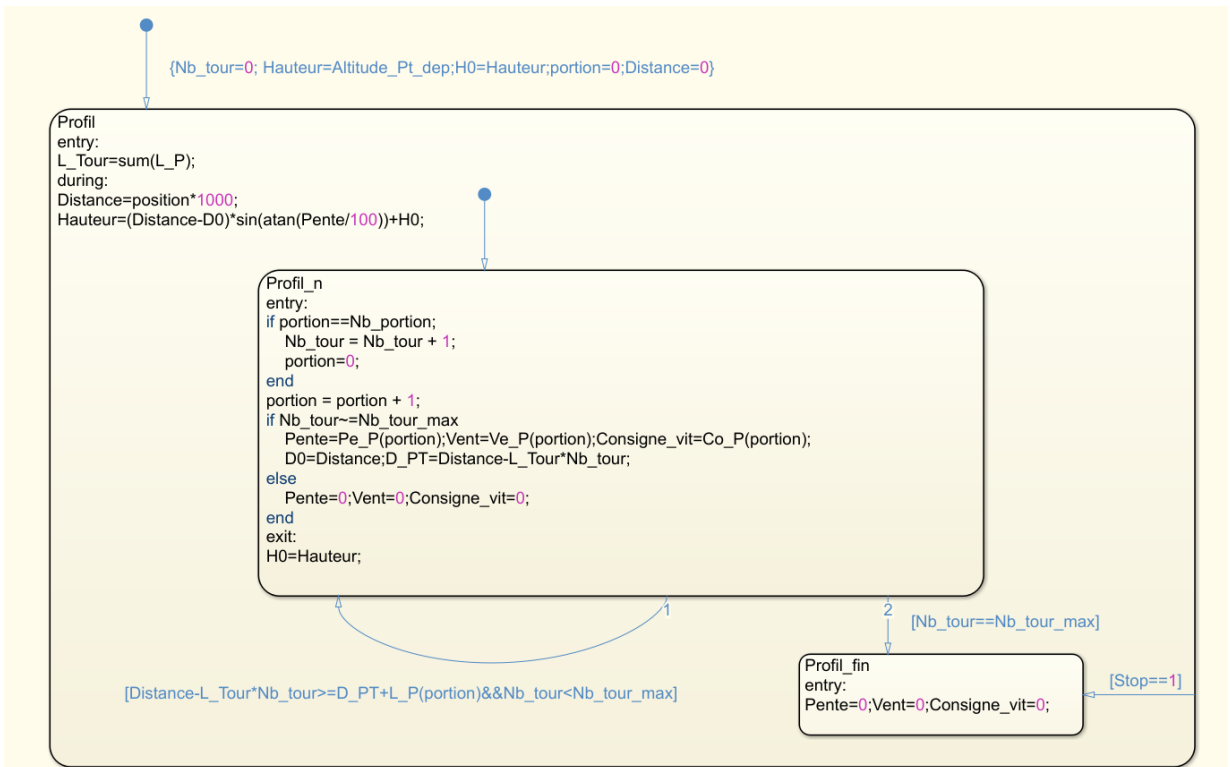 {Nb_tour=0; Hauteur=Altitude_Pt_dep;H0=Hauteur;portion=0;Distance=0}
Profil
entry:
L_Tour=sum(L_P);
during:
Distance=position*1000;
Hauteur=(Distance-D0)*sin(atan(Pente/100))+H0;
Profil_n
entry:
if portion==Nb_portion;
Nb_tour = Nb_tour + 1;
portion=0;
end
portion = portion + 1;
if Nb_tour~=Nb_tour_max
Pente=Pe_P(portion);Vent=Ve_P(portion);Consigne_vit=Co_P(portion);
D0=Distance;D_PT=Distance-L_Tour*Nb_tour;
else
Pente=0;Vent=0;Consigne_vit=0;
end
exit:
H0=Hauteur;
1
2
[Nb_tour==Nb_tour_max]
[Distance-L_Tour*Nb_tour>=D_PT+L_P(portion)&&Nb_tour<Nb_tour_max]
Profil_fin
entry:
Pente=0;Vent=0;Consigne_vit=0;
[Stop==1]